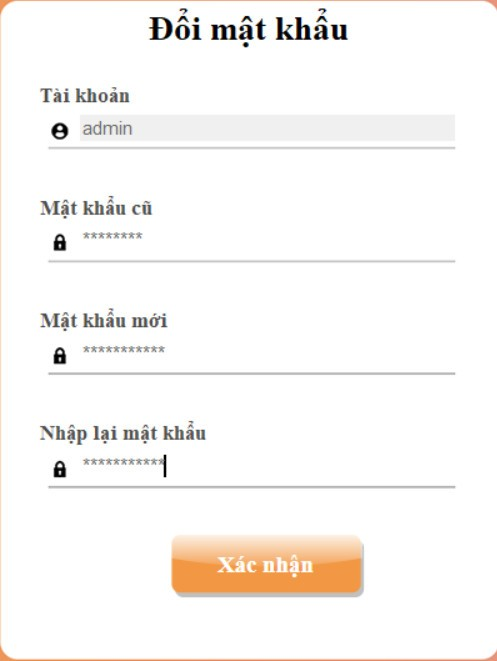 Đổi mật khẩu
Tài khoản
admin
Mật khẩu cũ
********
Mật khẩu mới
***********
Nhập lại mật khẩu
***********
Xác nhận